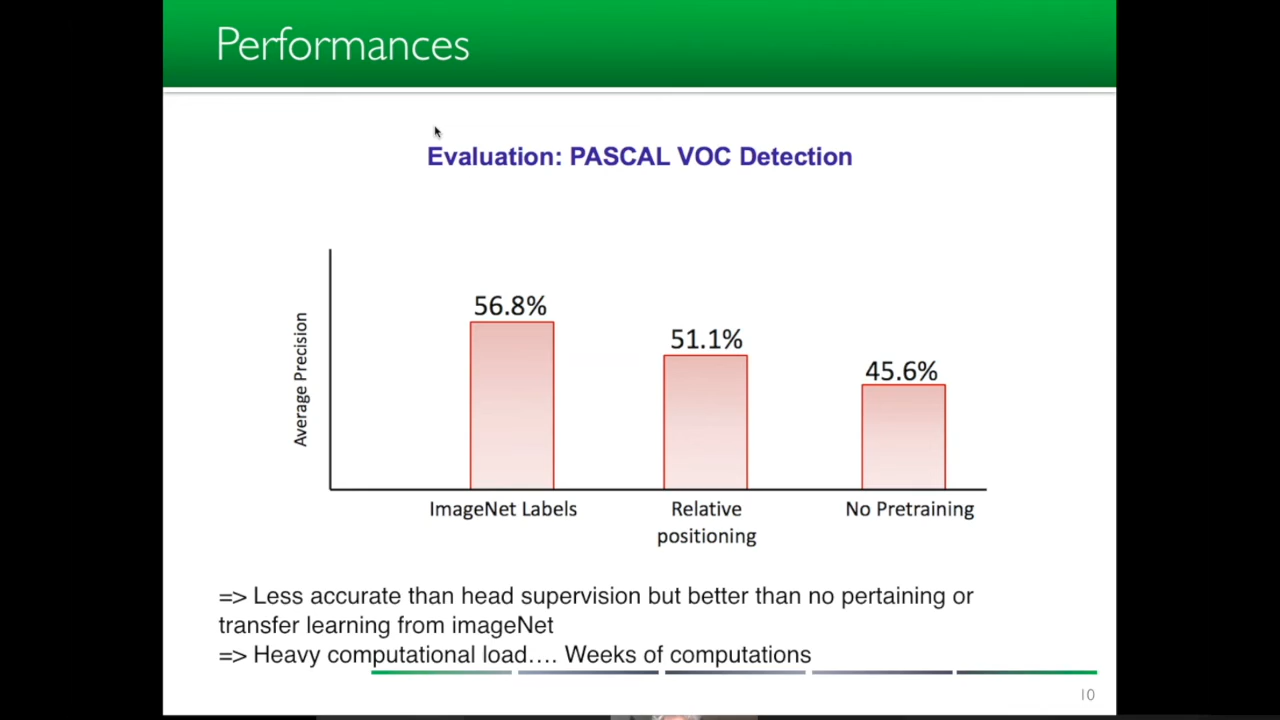 Performances
Evaluation: PASCAL VOC Detection
Average Precision
56.8%
51.1%
45.6%
ImageNet Labels
Relative
positioning
No Pretraining
=> Less accurate than head supervision but better than no pertaining or
transfer learning from imageNet
=> Heavy computational load…. Weeks of computations
10